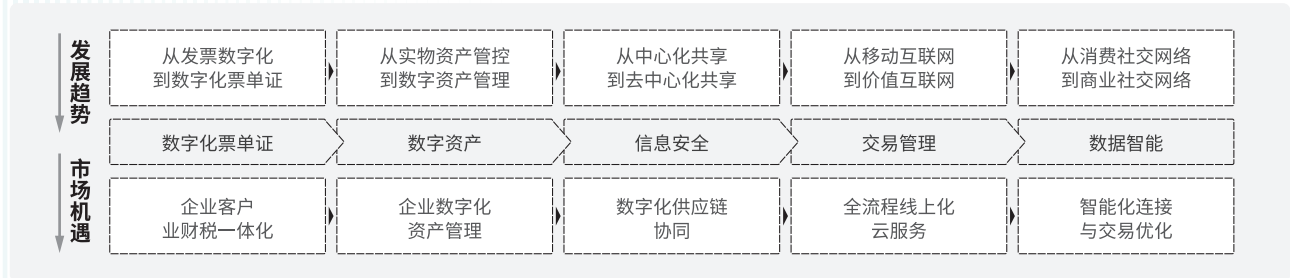 发展趋势
从发票数字化
到数字化票单证
从实物资产管控
到数字资产管理
从中心化共享
到去中心化共享
从移动互联网
到价值互联网
从消费社交网络
到商业社交网络
数字化票单证
数字资产
信息安全
交易管理
数据智能
市场机遇
企业客户
业财税一体化
企业数字化
资产管理
数字化供应链
协同
全流程线上化
云服务
智能化连接
与交易优化